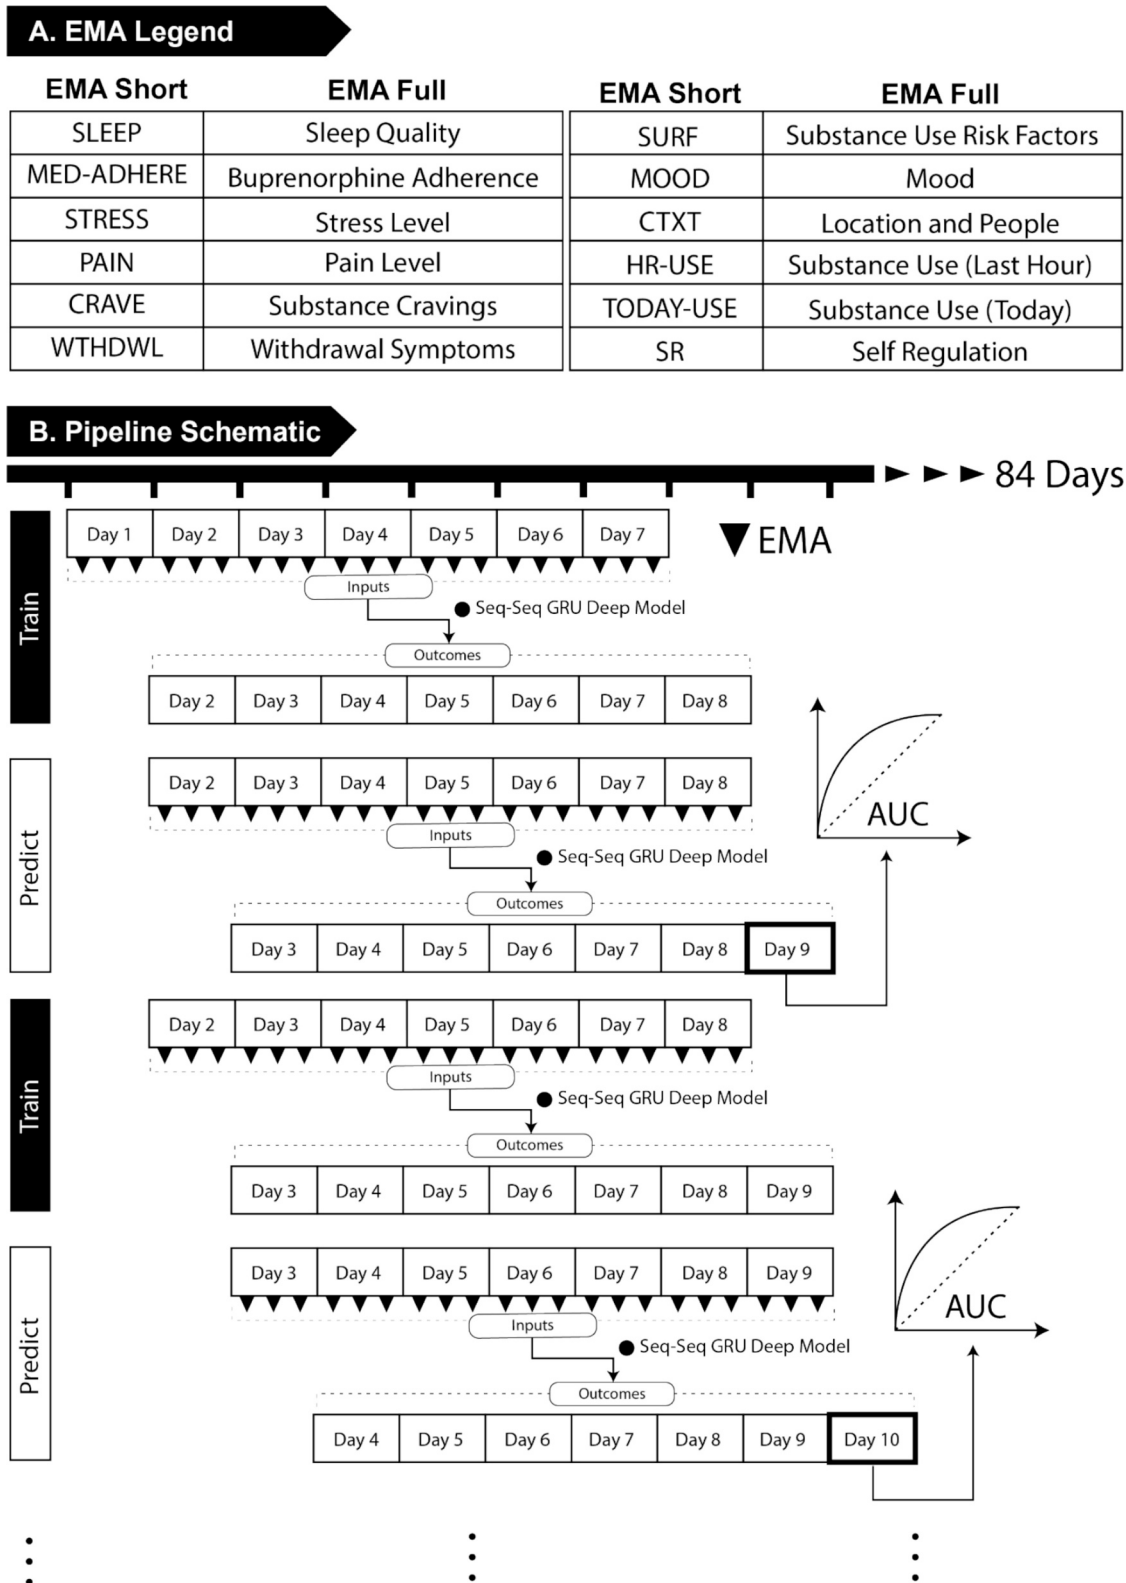 A. EMA Legend
EMA Short EMA Full EMA Short EMA Full
SLEEP Sleep Quality SURF Substance Use Risk Factors
MED-ADHERE Buprenorphine Adherence MOOD Mood
STRESS Stress Level CTXT Location and People
PAIN Pain Level HR-USE Substance Use (Last Hour)
CRAVE Substance Cravings TODAY-USE Substance Use (Today)
WTHDWL Withdrawal Symptoms SR Self Regulation
B. Pipeline Schematic
84 Days
Train
Day 1 Day 2 Day 3 Day 4 Day 5 Day 6 Day 7
EMA
Inputs
Seq-Seq GRU Deep Model
Outcomes
Day 2 Day 3 Day 4 Day 5 Day 6 Day 7 Day 8
Predict
Day 2 Day 3 Day 4 Day 5 Day 6 Day 7 Day 8
Inputs
Seq-Seq GRU Deep Model
Outcomes
Day 3 Day 4 Day 5 Day 6 Day 7 Day 8 Day 9
AUC
Train
Day 2 Day 3 Day 4 Day 5 Day 6 Day 7 Day 8
Inputs
Seq-Seq GRU Deep Model
Outcomes
Day 3 Day 4 Day 5 Day 6 Day 7 Day 8 Day 9
Predict
Day 3 Day 4 Day 5 Day 6 Day 7 Day 8 Day 9
Inputs
Seq-Seq GRU Deep Model
Outcomes
Day 4 Day 5 Day 6 Day 7 Day 8 Day 9 Day 10
AUC